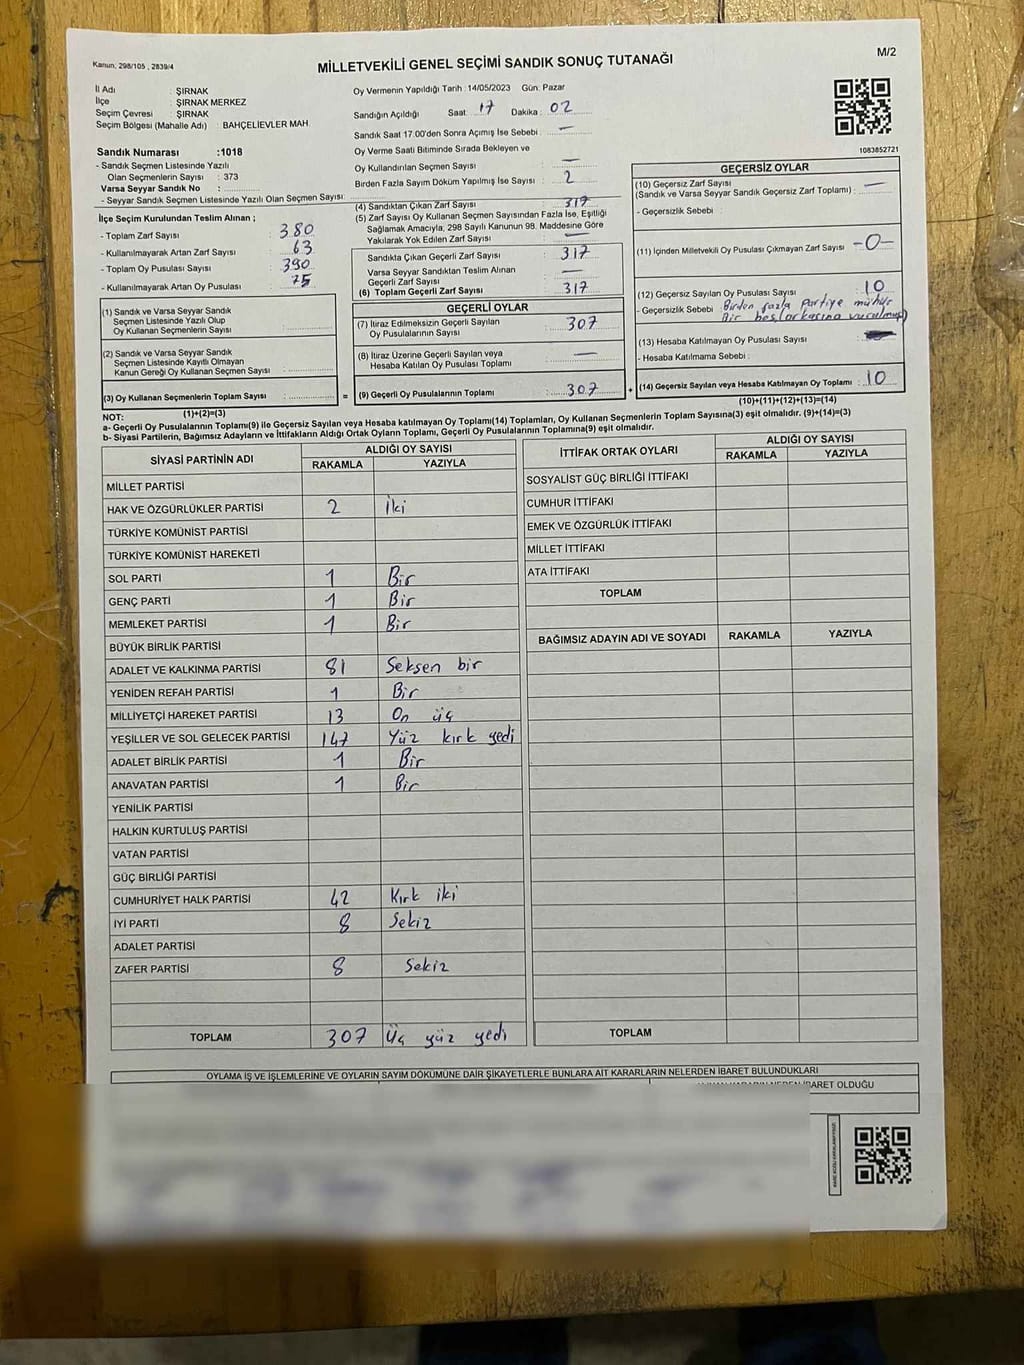 Kanun: 298/105 , 2839/4
MİLLETVEKİLİ GENEL SEÇİMİ SANDIK SONUÇ TUTANAĞI
M/2
İl Adı : ŞIRNAK
İlçe : ŞIRNAK MERKEZ
Seçim Çevresi : ŞIRNAK
Seçim Bölgesi (Mahalle Adı) : BAHÇELİEVLER MAH.
Sandık Numarası :1018
- Sandık Seçmen Listesinde Yazılı
Olan Seçmenlerin Sayısı : 373
Varsa Seyyar Sandık No :
- Seyyar Sandık Seçmen Listesinde Yazılı Olan Seçmen Sayısı:
Oy Vermenin Yapıldığı Tarih :14/05/2023 Gün: Pazar
Sandığın Açıldığı Saat: 17 Dakika: 02
Sandık Saat 17.00'den Sonra Açılmış İse Sebebi : —
Oy Verme Saati Bitiminde Sırada Bekleyen ve
Oy Kullandırılan Seçmen Sayısı : —
Birden Fazla Sayım Döküm Yapılmış İse Sayısı : 2
(4) Sandıktan Çıkan Zarf Sayısı : 317
(5) Zarf Sayısı Oy Kullanan Seçmen Sayısından Fazla İse, Eşitliği
Sağlamak Amacıyla, 298 Sayılı Kanunun 98. Maddesine Göre
Yakılarak Yok Edilen Zarf Sayısı : —
Sandıkta Çıkan Geçerli Zarf Sayısı : 317
Varsa Seyyar Sandıktan Teslim Alınan
Geçerli Zarf Sayısı : —
(6) Toplam Geçerli Zarf Sayısı : 317
İlçe Seçim Kurulundan Teslim Alınan ;
- Toplam Zarf Sayısı : 380
- Kullanılmayarak Artan Zarf Sayısı : 63
- Toplam Oy Pusulası Sayısı : 390
- Kullanılmayarak Artan Oy Pusulası : 75
(1) Sandık ve Varsa Seyyar Sandık
Seçmen Listesinde Yazılı Olup
Oy Kullanan Seçmenlerin Sayısı :
(2) Sandık ve Varsa Seyyar Sandık
Seçmen Listesinde Kayıtlı Olmayan
Kanun Gereği Oy Kullanan Seçmen Sayısı :
(3) Oy Kullanan Seçmenlerin Toplam Sayısı :
(1)+(2)=(3)
=
GEÇERLİ OYLAR
(7) İtiraz Edilmeksizin Geçerli Sayılan
Oy Pusulalarının Sayısı : 307
(8) İtiraz Üzerine Geçerli Sayılan veya
Hesaba Katılan Oy Pusulası Toplamı : —
(9) Geçerli Oy Pusulalarının Toplamı : 307
+
1083852721
GEÇERSİZ OYLAR
(10) Geçersiz Zarf Sayısı
(Sandık ve Varsa Seyyar Sandık Geçersiz Zarf Toplamı) : —
- Geçersizlik Sebebi :
(11) İçinden Milletvekili Oy Pusulası Çıkmayan Zarf Sayısı : -0-
(12) Geçersiz Sayılan Oy Pusulası Sayısı : 10
- Geçersizlik Sebebi : Birden fazla Partiye mühür
Bir boş (arkasına vurulmuş)
(13) Hesaba Katılmayan Oy Pusulası Sayısı :
- Hesaba Katılmama Sebebi :
(14) Geçersiz Sayılan veya Hesaba Katılmayan Oy Toplamı : 10
(10)+(11)+(12)+(13)=(14)
NOT:
a- Geçerli Oy Pusulalarının Toplamı(9) ile Geçersiz Sayılan veya Hesaba katılmayan Oy Toplamı(14) Toplamları, Oy Kullanan Seçmenlerin Toplam Sayısına(3) eşit olmalıdır. (9)+(14)=(3)
b- Siyasi Partilerin, Bağımsız Adayların ve İttifakların Aldığı Ortak Oyların Toplamı, Geçerli Oy Pusulalarının Toplamına(9) eşit olmalıdır.
SİYASİ PARTİNİN ADI ALDIĞI OY SAYISI
RAKAMLA YAZIYLA
MİLLET PARTİSİ
HAK VE ÖZGÜRLÜKLER PARTİSİ 2 İki
TÜRKİYE KOMÜNİST PARTİSİ
TÜRKİYE KOMÜNİST HAREKETİ
SOL PARTİ 1 Bir
GENÇ PARTİ 1 Bir
MEMLEKET PARTİSİ 1 Bir
BÜYÜK BİRLİK PARTİSİ
ADALET VE KALKINMA PARTİSİ 81 Seksen bir
YENİDEN REFAH PARTİSİ 1 Bir
MİLLİYETÇİ HAREKET PARTİSİ 13 On üç
YEŞİLLER VE SOL GELECEK PARTİSİ 147 Yüz kırk yedi
ADALET BİRLİK PARTİSİ 1 Bir
ANAVATAN PARTİSİ 1 Bir
YENİLİK PARTİSİ
HALKIN KURTULUŞ PARTİSİ
VATAN PARTİSİ
GÜÇ BİRLİĞİ PARTİSİ
CUMHURİYET HALK PARTİSİ 42 Kırk iki
İYİ PARTİ 8 Sekiz
ADALET PARTİSİ
ZAFER PARTİSİ 8 Sekiz
TOPLAM 307 Üç yüz yedi
İTTİFAK ORTAK OYLARI ALDIĞI OY SAYISI
RAKAMLA YAZIYLA
SOSYALİST GÜÇ BİRLİĞİ İTTİFAKI
CUMHUR İTTİFAKI
EMEK VE ÖZGÜRLÜK İTTİFAKI
MİLLET İTTİFAKI
ATA İTTİFAKI
TOPLAM
BAĞIMSIZ ADAYIN ADI VE SOYADI RAKAMLA YAZIYLA
TOPLAM
OYLAMA İŞ VE İŞLEMLERİNE VE OYLARIN SAYIM DÖKÜMÜNE DAİR ŞİKAYETLERLE BUNLARA AİT KARARLARIN NELERDEN İBARET BULUNDUKLARI
İBARET OLDUĞU